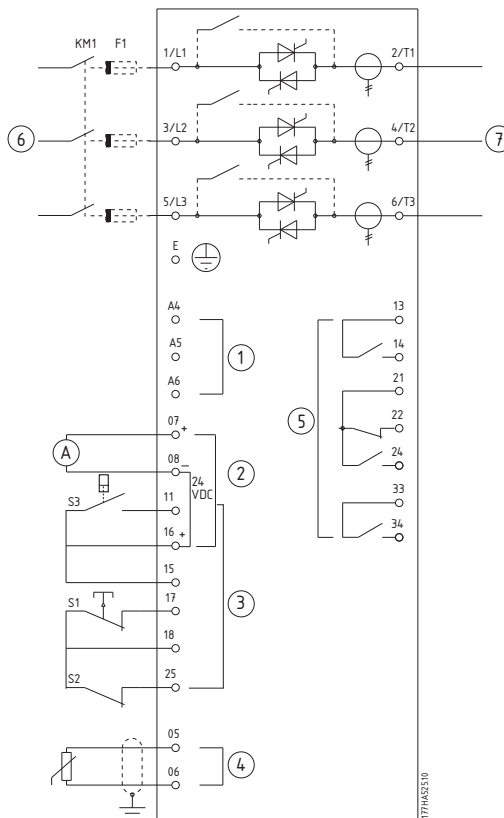 KM1 F1 1/L1 2/T1
6 3/L2 4/T2 7
5/L3 6/T3
E
A4 13
A5 1 14
A6 21
5 22
07 +
A 08 – 2 24
24 VDC
S3 11 33
16 + 34
15
S1 17 3
18
S2 25
05
4
06
177HA525.10